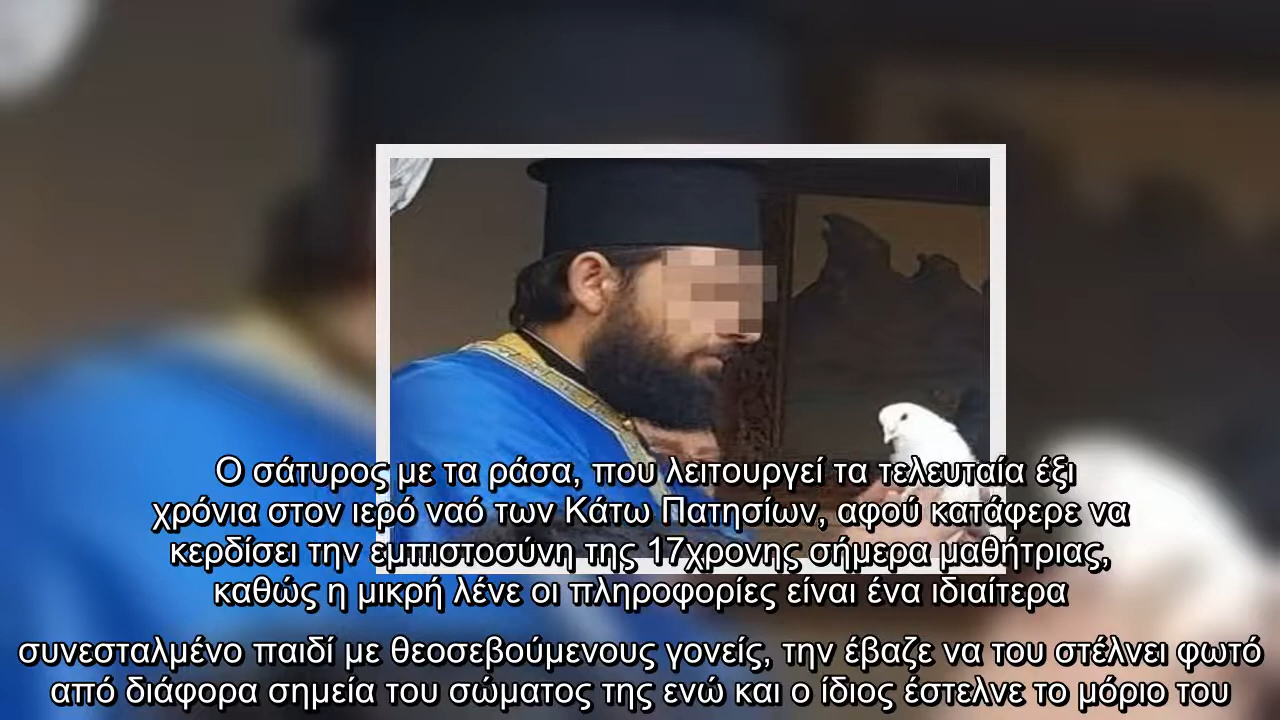 Ο σάτυρος με τα ράσα, που λειτουργεί τα τελευταία έξι
χρόνια στον ιερό ναό των Κάτω Πατησίων, αφού κατάφερε να
κερδίσει την εμπιστοσύνη της 17χρονης σήμερα μαθήτριας,
καθώς η μικρή λένε οι πληροφορίες είναι ένα ιδιαίτερα
συνεσταλμένο παιδί με θεοσεβούμενους γονείς, την έβαζε να του στέλνει φωτό
από διάφορα σημεία του σώματος της ενώ και ο ίδιος έστελνε το μόριο του